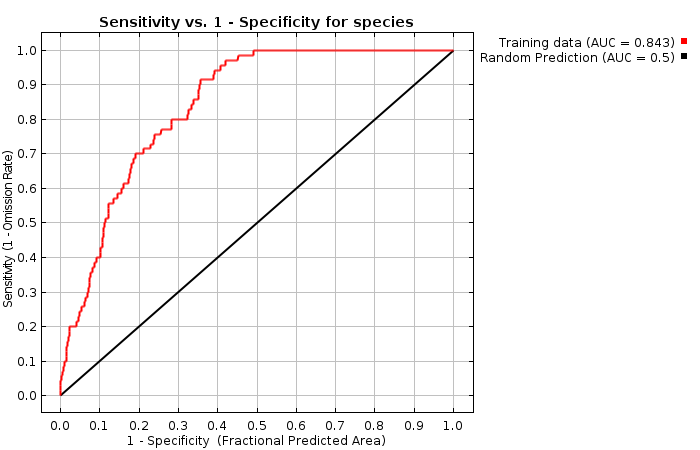 Sensitivity vs. 1 - Specificity for species
Training data (AUC = 0.843)
Random Prediction (AUC = 0.5)
Sensitivity (1 - Omission Rate)
1.0
0.9
0.8
0.7
0.6
0.5
0.4
0.3
0.2
0.1
0.0
0.0 0.1 0.2 0.3 0.4 0.5 0.6 0.7 0.8 0.9 1.0
1 - Specificity (Fractional Predicted Area)